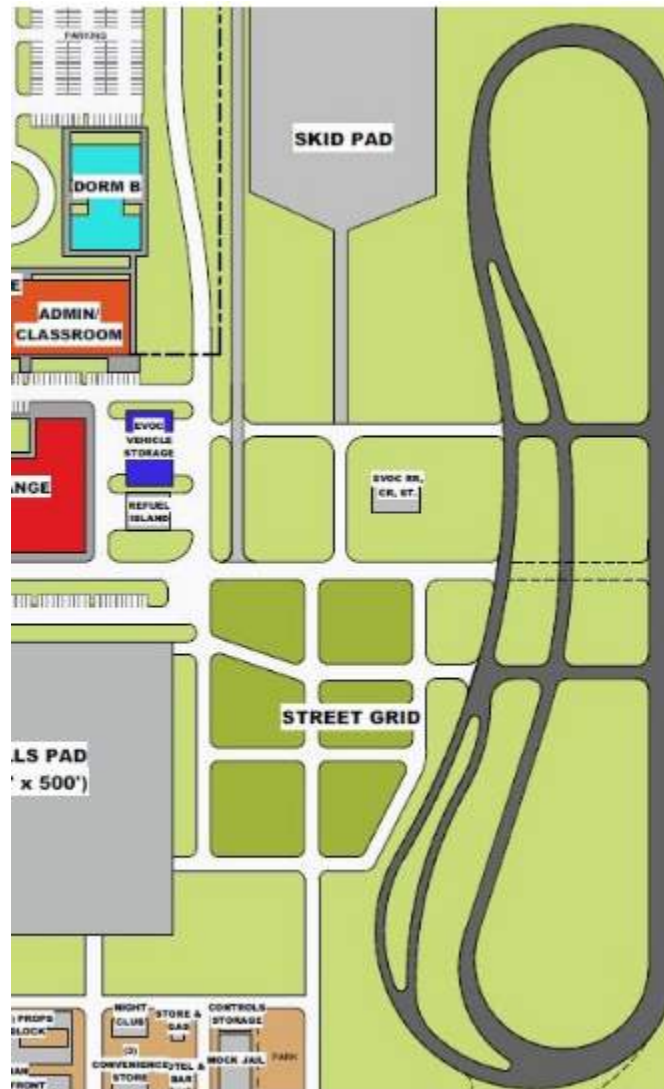 PARKING
SKID PAD
DORM B
E
ADMIN/
CLASSROOM
EVOC
VEHICLE
STORAGE
ANGE
REFUEL
ISLAND
EVOC RR,
CR, ST.
STREET GRID
LLS PAD
' x 500')
PROPS
BLOCK
NIGHT
CLUB
STORE &
GAS
CONTROLS
STORAGE
(2)
CONVENIENCE
STORE
OTEL &
BAR
MOCK JAIL
PARK
FRONT